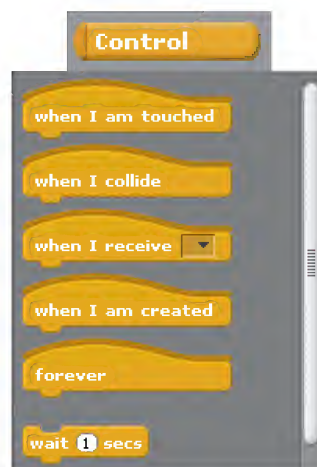 Control
when I am touched
when I collide
when I receive
when I am created
forever
wait 1 secs